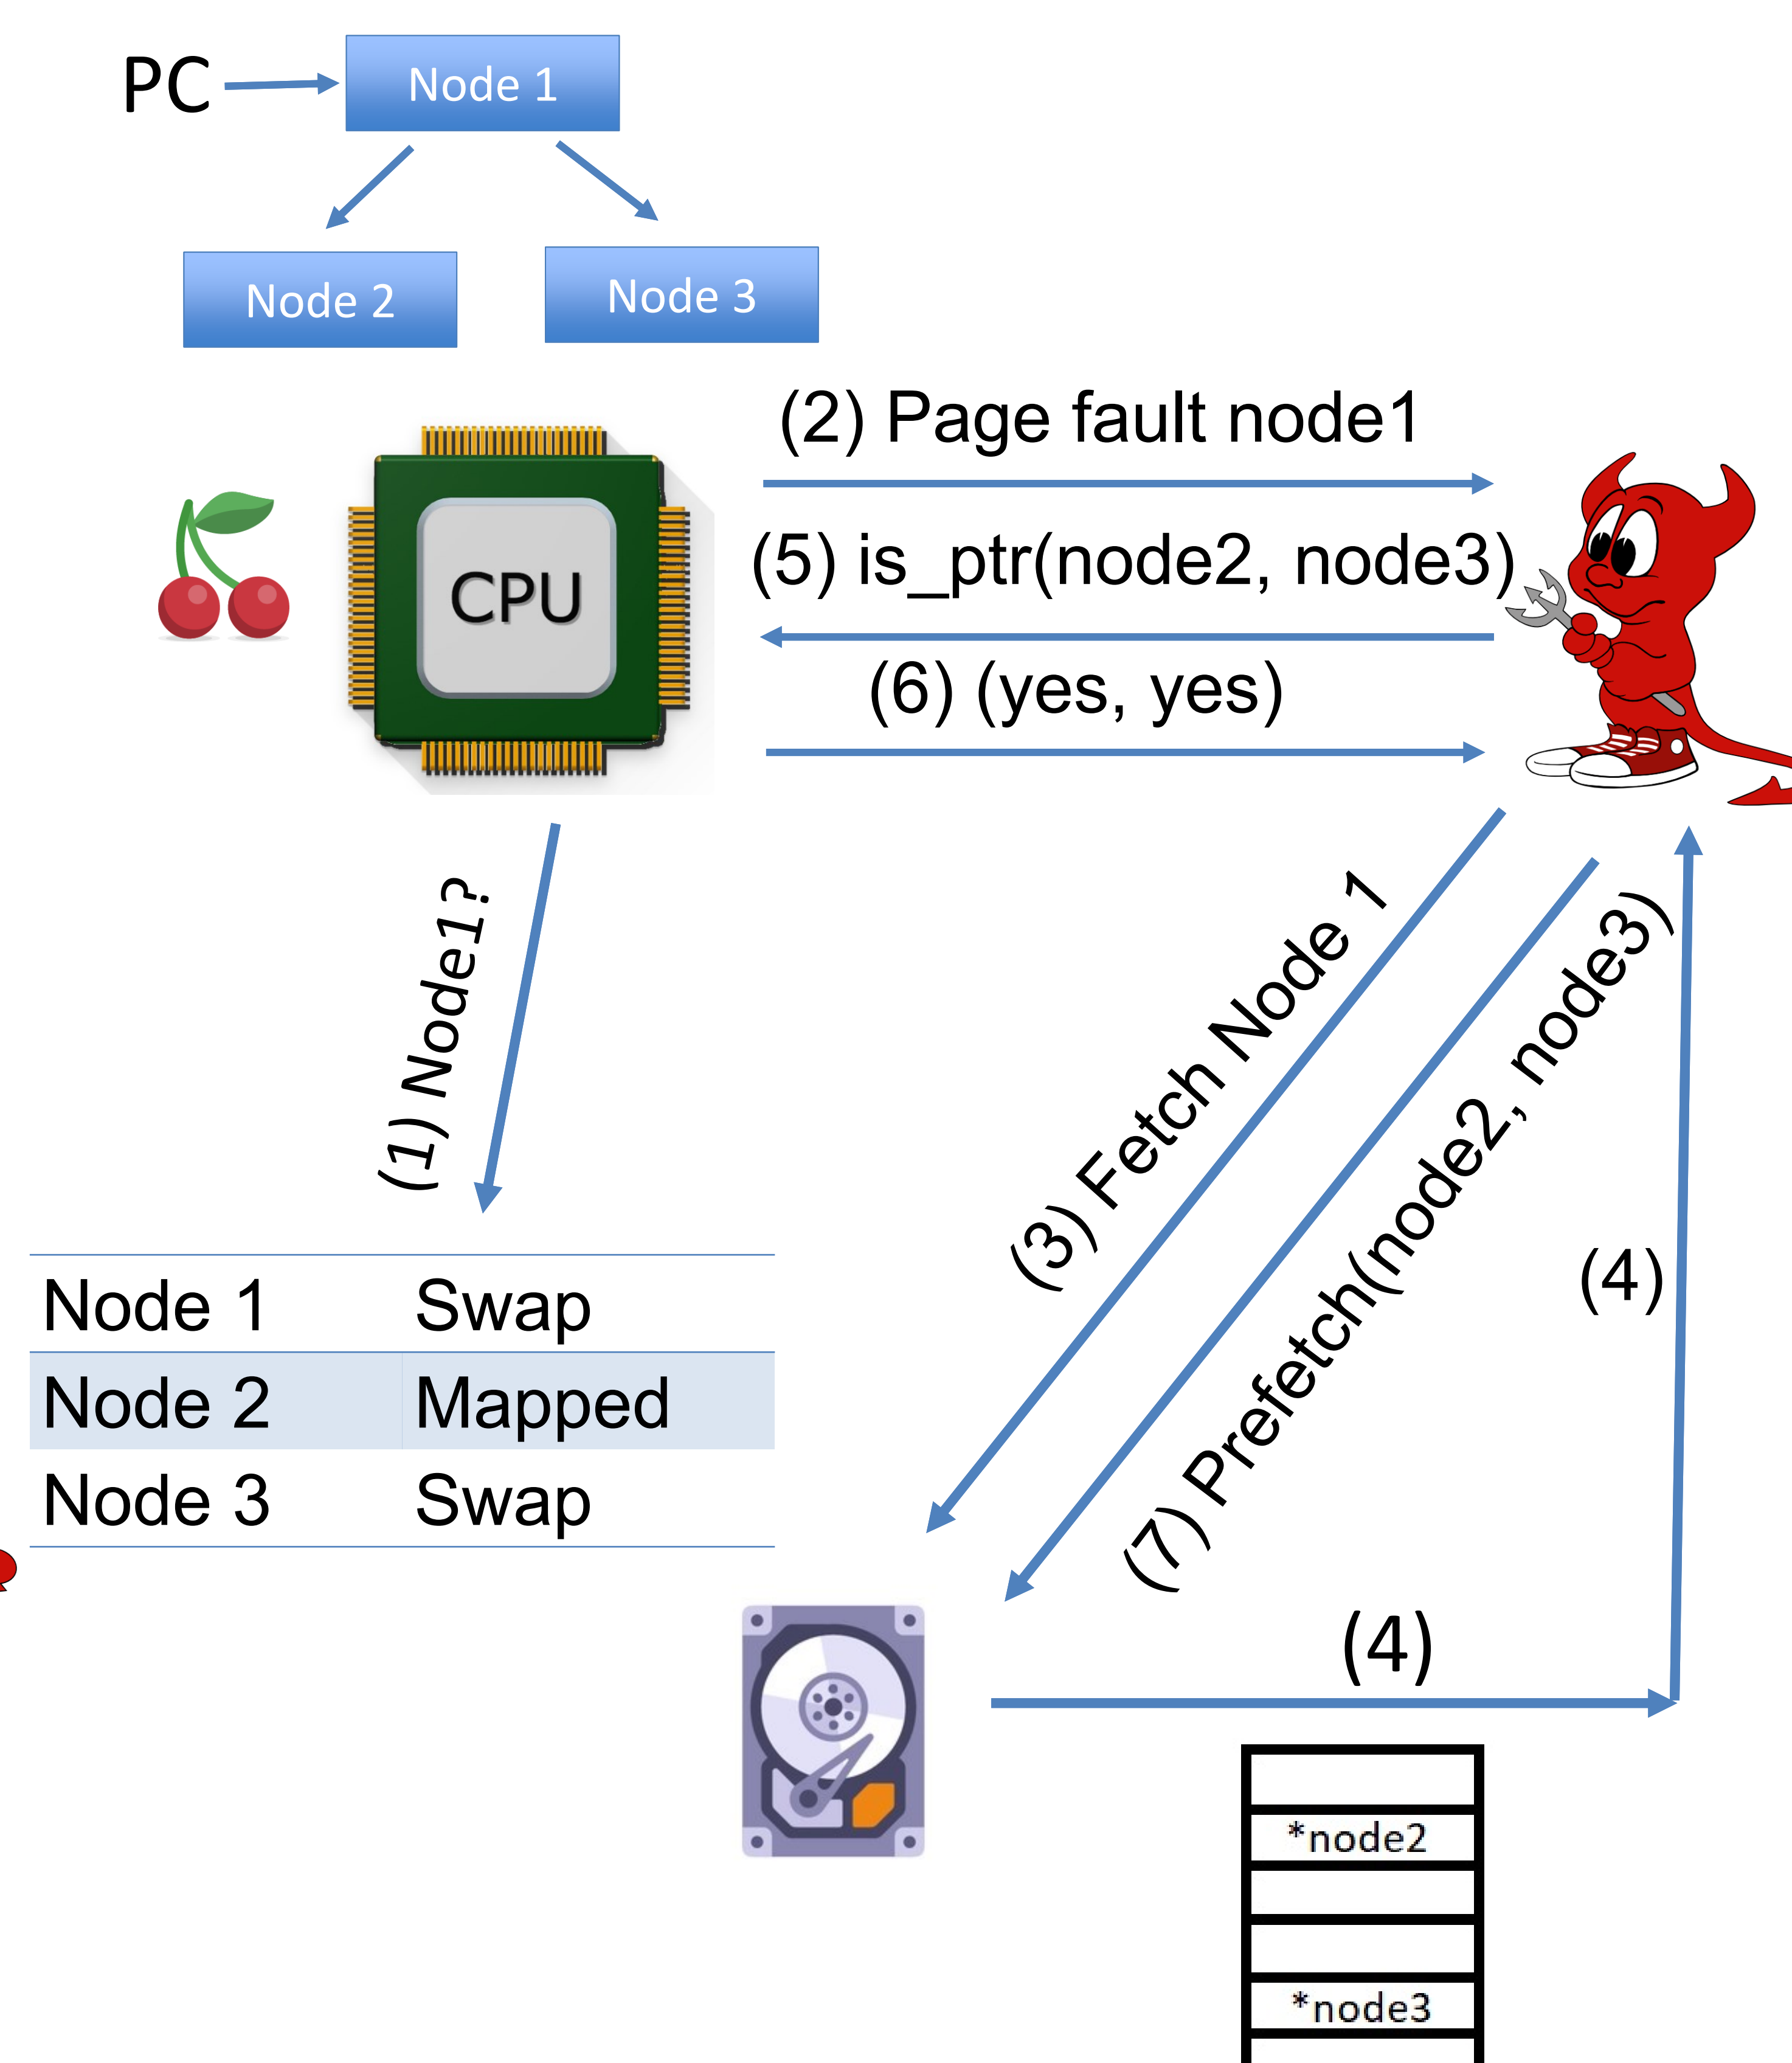 PC
Node 1
Node 2
Node 3
(2) Page fault node1
(5) is_ptr(node2, node3)
CPU
(6) (yes, yes)
(1) Node1?
(3) Fetch Node 1
(7) Prefetch(node2, node3)
(4)
Node 1 Swap
Node 2 Mapped
Node 3 Swap
(4)
*node2
*node3